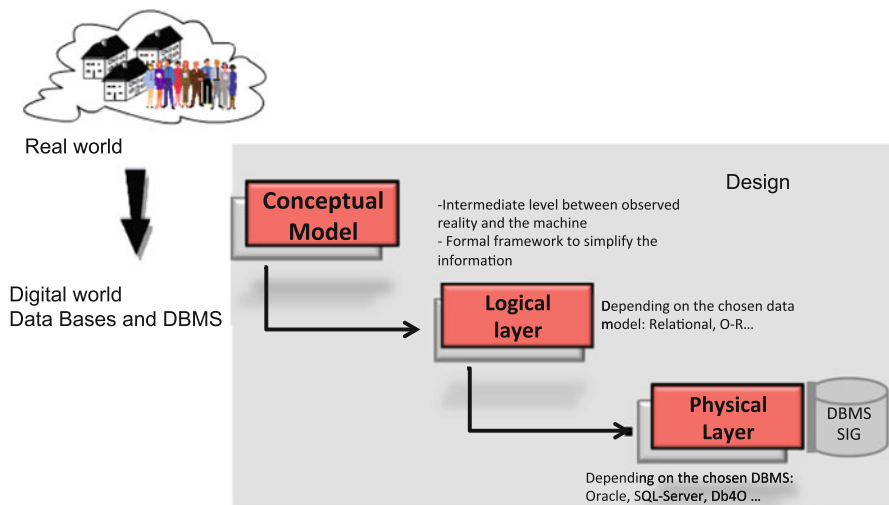 Real world
Design
Conceptual
Model
-Intermediate level between observed
reality and the machine
- Formal framework to simplify the
information
Digital world
Data Bases and DBMS
Logical
layer
Depending on the chosen data
model: Relational, O-R...
Physical
Layer
DBMS
SIG
Depending on the chosen DBMS:
Oracle, SQL-Server, Db4O ...